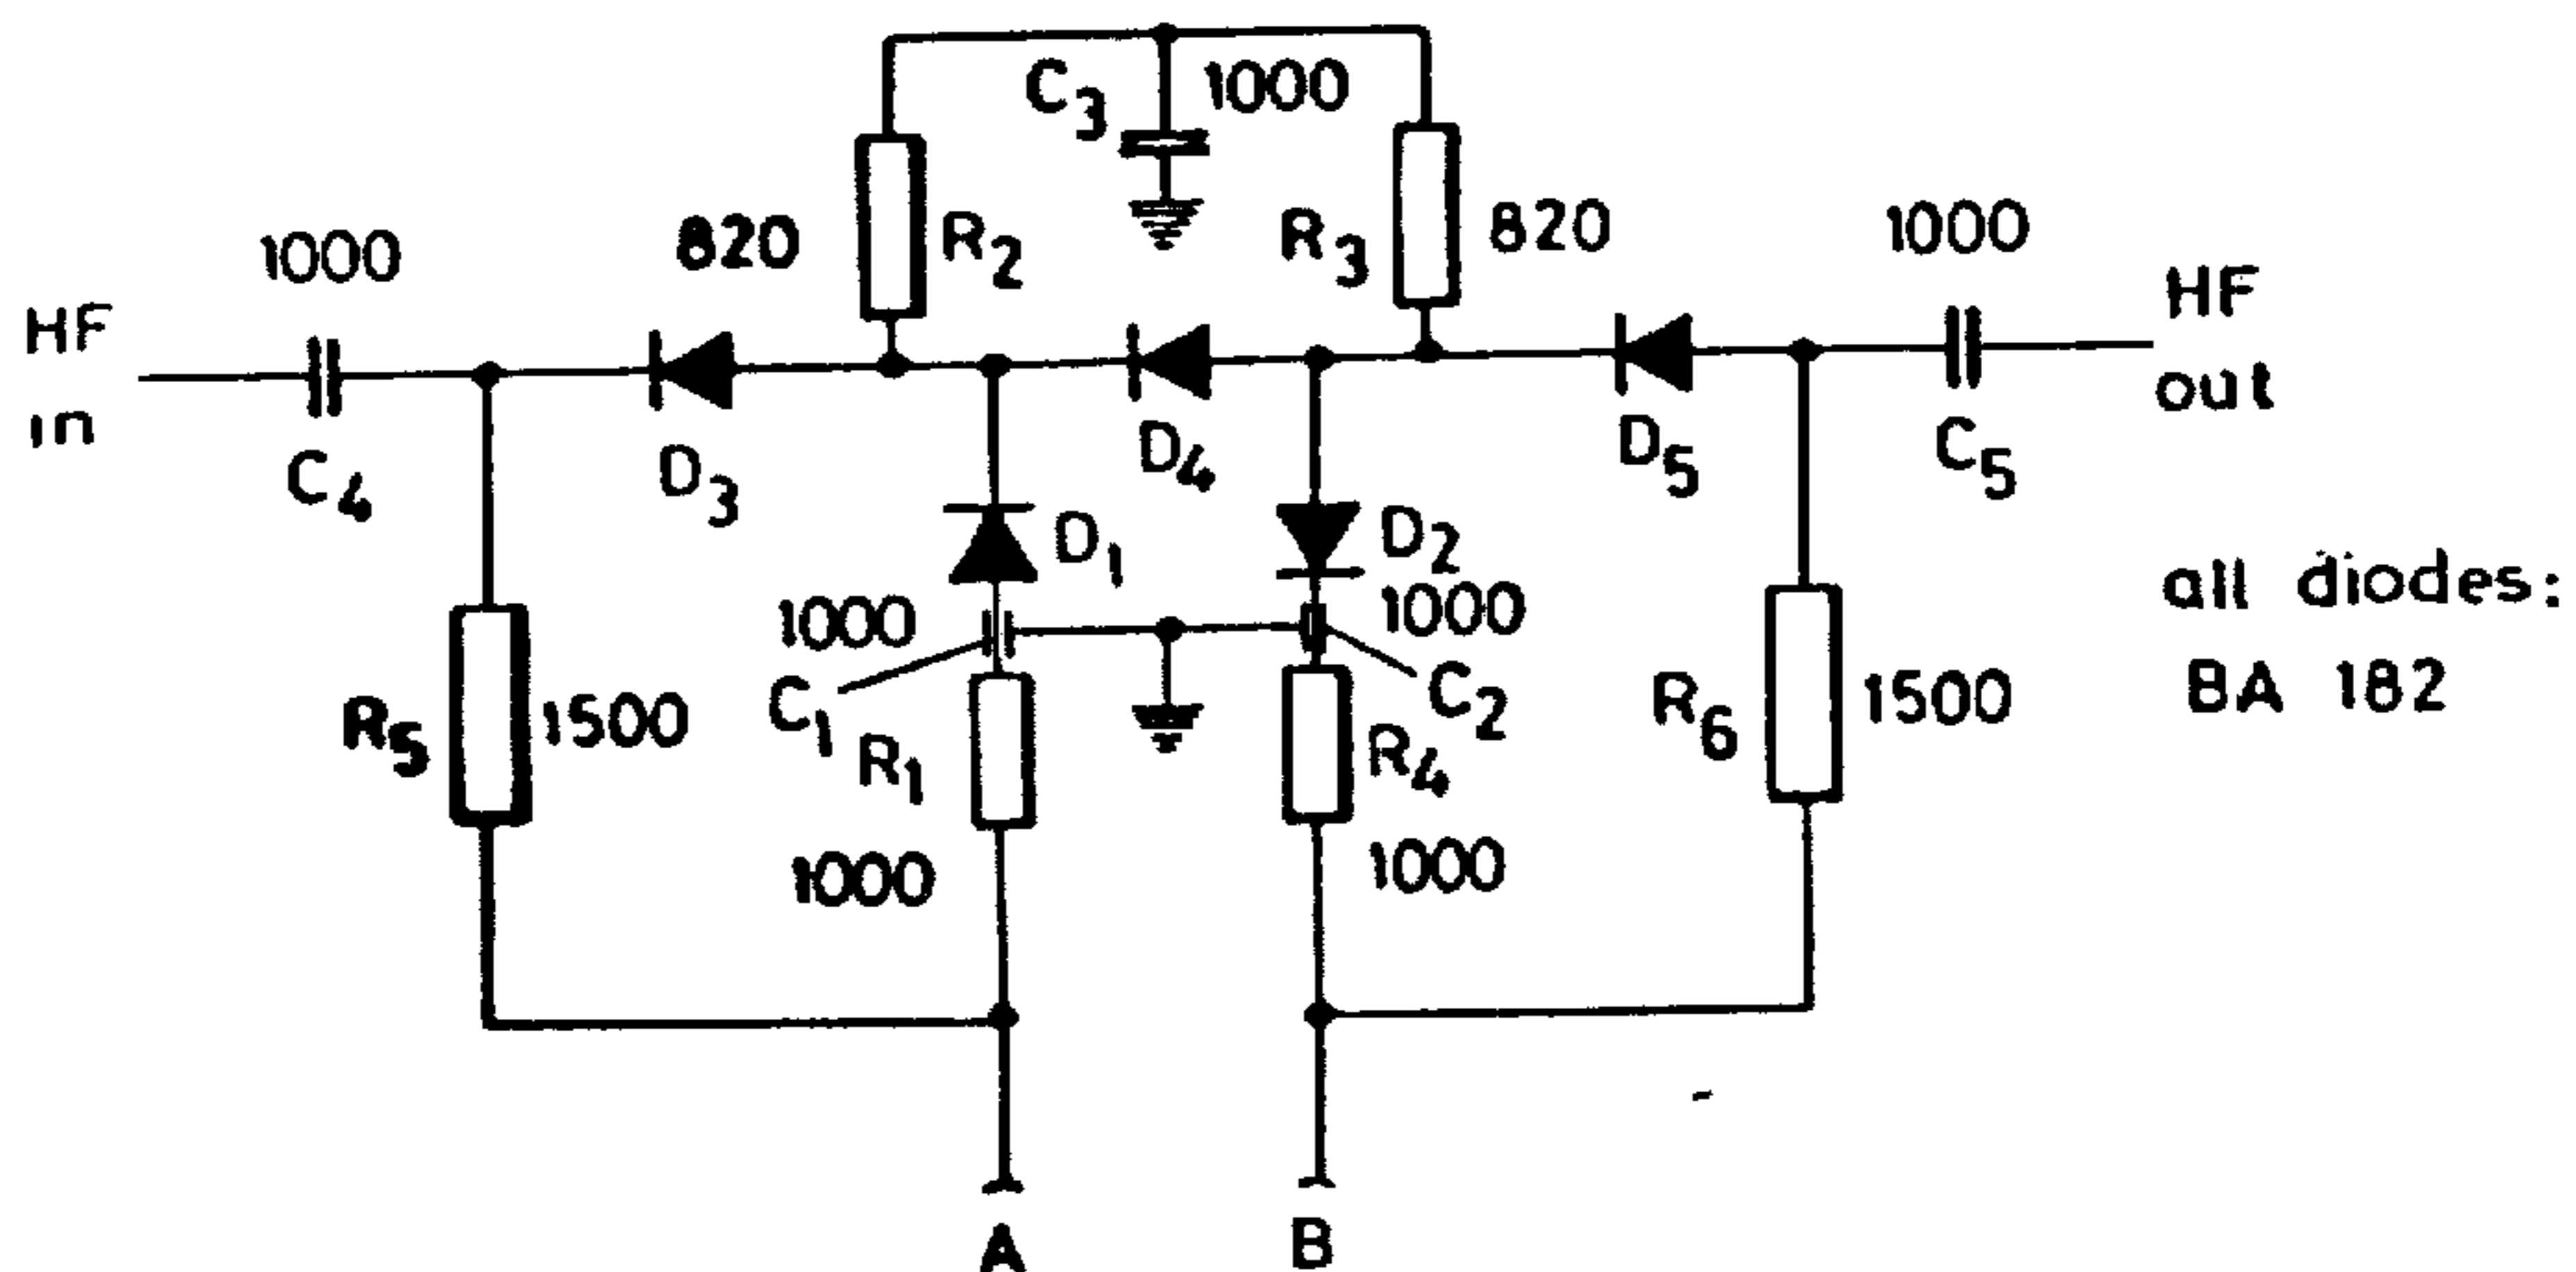 C3 1000
1000
820
R2
R3
820
1000
HF
in
HF
out
C4
D3
D4
D5
C5
D1
D2
1000
1000
all diodes:
BA 182
C1
C2
R5
1500
R1
R4
R6
1500
1000
1000
A
B